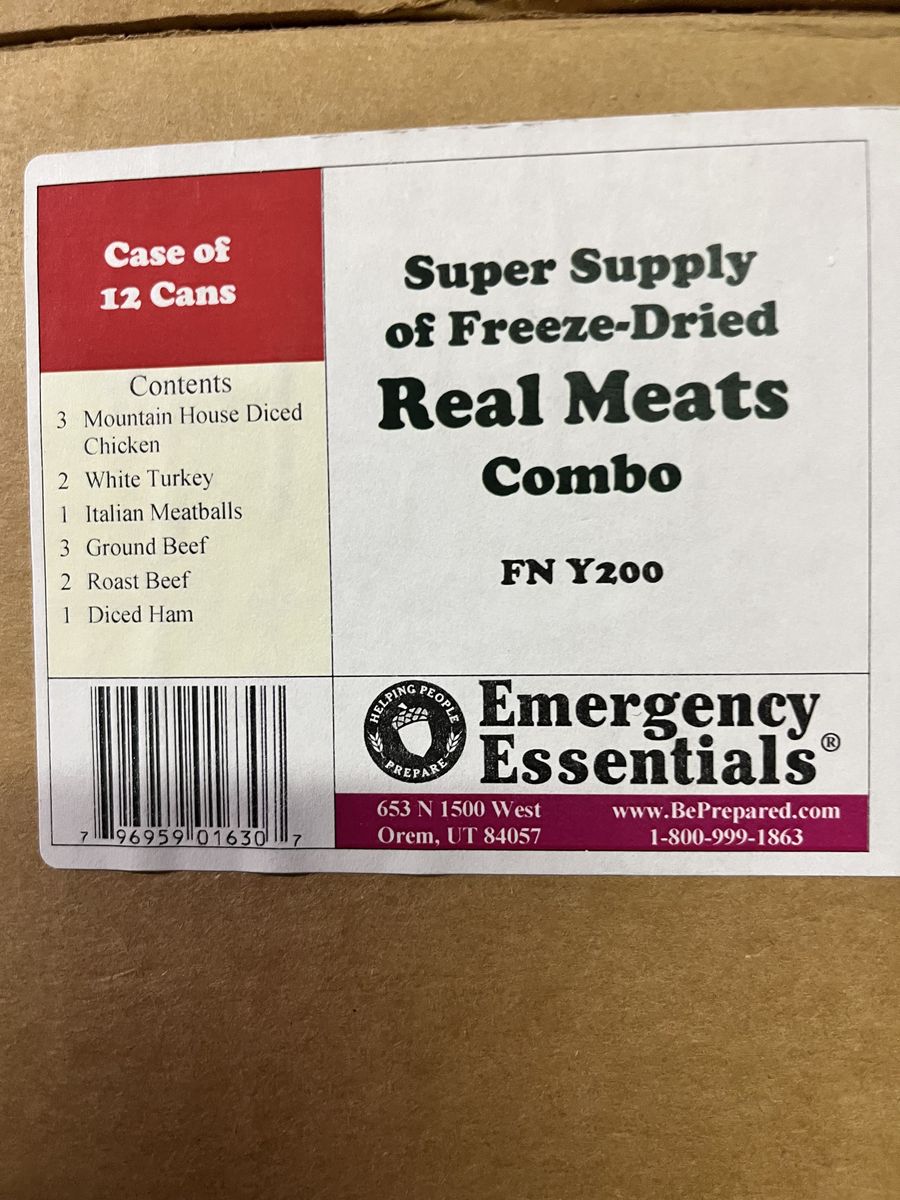 Case of
12 Cans
Contents
3 Mountain House Diced
Chicken
2 White Turkey
1 Italian Meatballs
3 Ground Beef
2 Roast Beef
1 Diced Ham
7 96959 01630 7
Super Supply
of Freeze-Dried
Real Meats
Combo
FN Y200
HELPING PEOPLE
PREPARE
Emergency
Essentials®
653 N 1500 West
Orem, UT 84057
www.BePrepared.com
1-800-999-1863